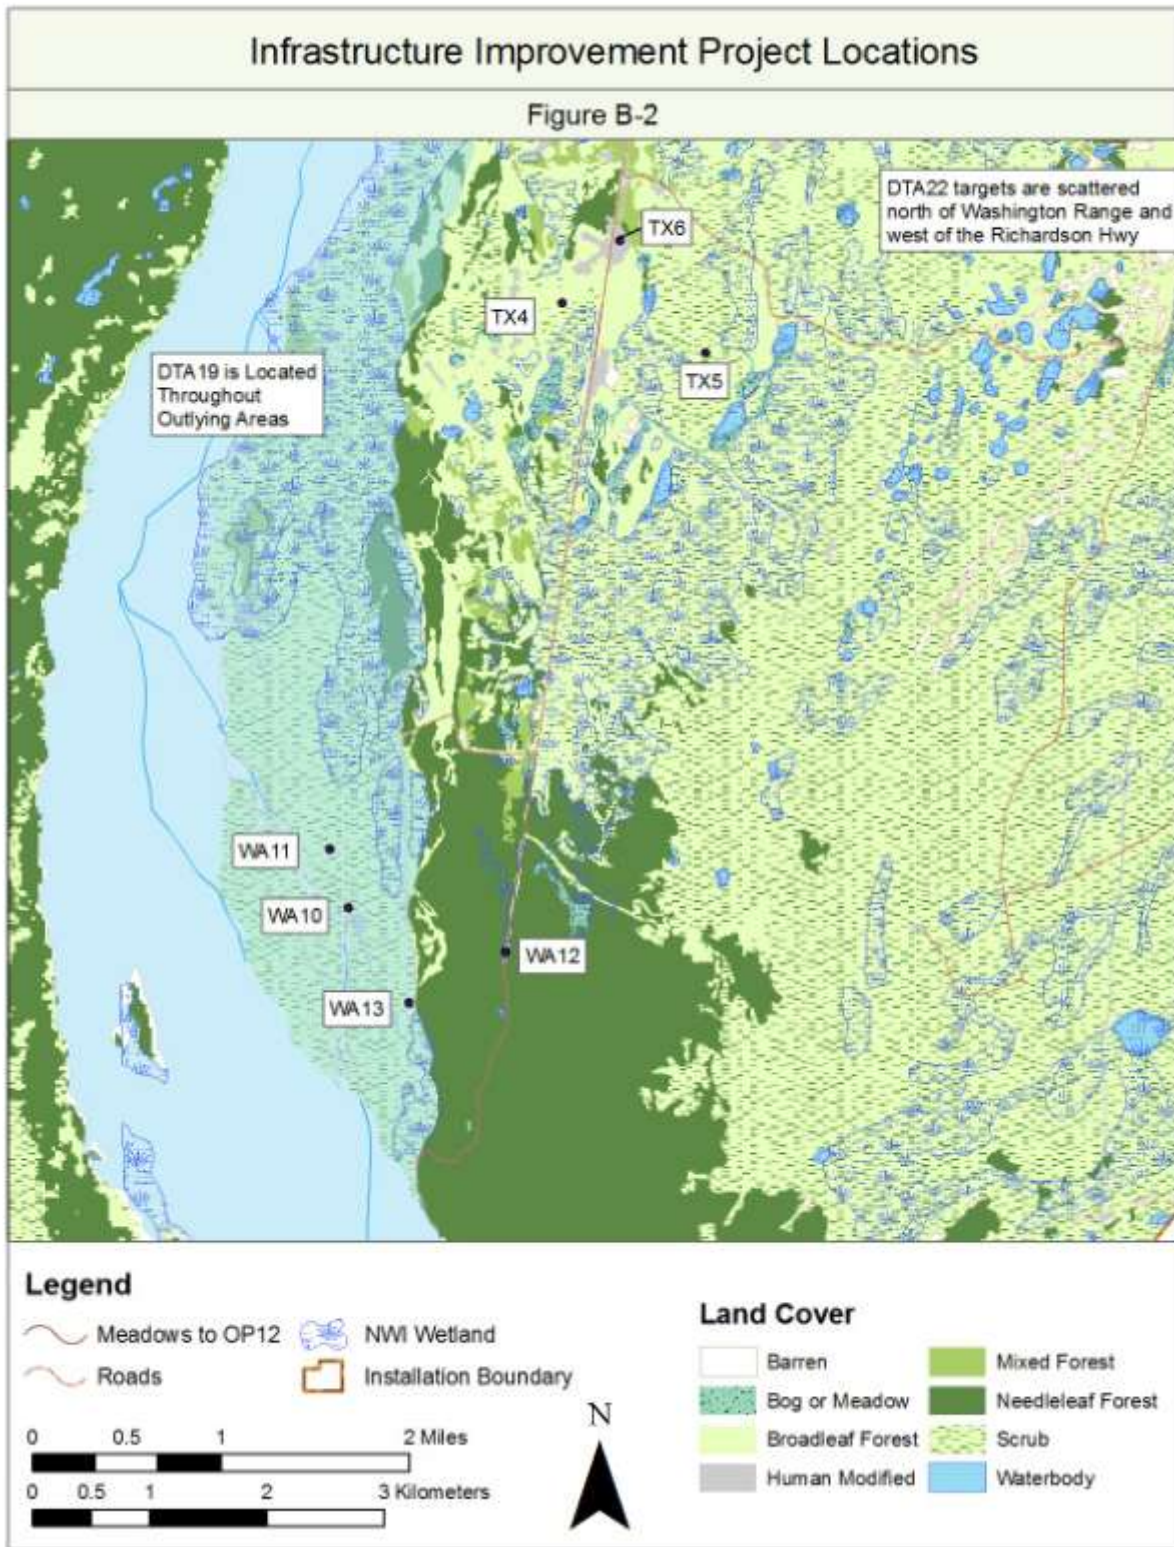 Infrastructure Improvement Project Locations
Figure B-2
DTA22 targets are scattered
north of Washington Range and
west of the Richardson Hwy
TX6
TX4
TX5
DTA19 is Located
Throughout
Outlying Areas
WA11
WA10
WA12
WA13
Legend
Meadows to OP12
NWI Wetland
Roads
Installation Boundary
0 0.5 1 2 Miles
0 0.5 1 2 3 Kilometers
N
Land Cover
Barren
Mixed Forest
Bog or Meadow
Needleleaf Forest
Broadleaf Forest
Scrub
Human Modified
Waterbody